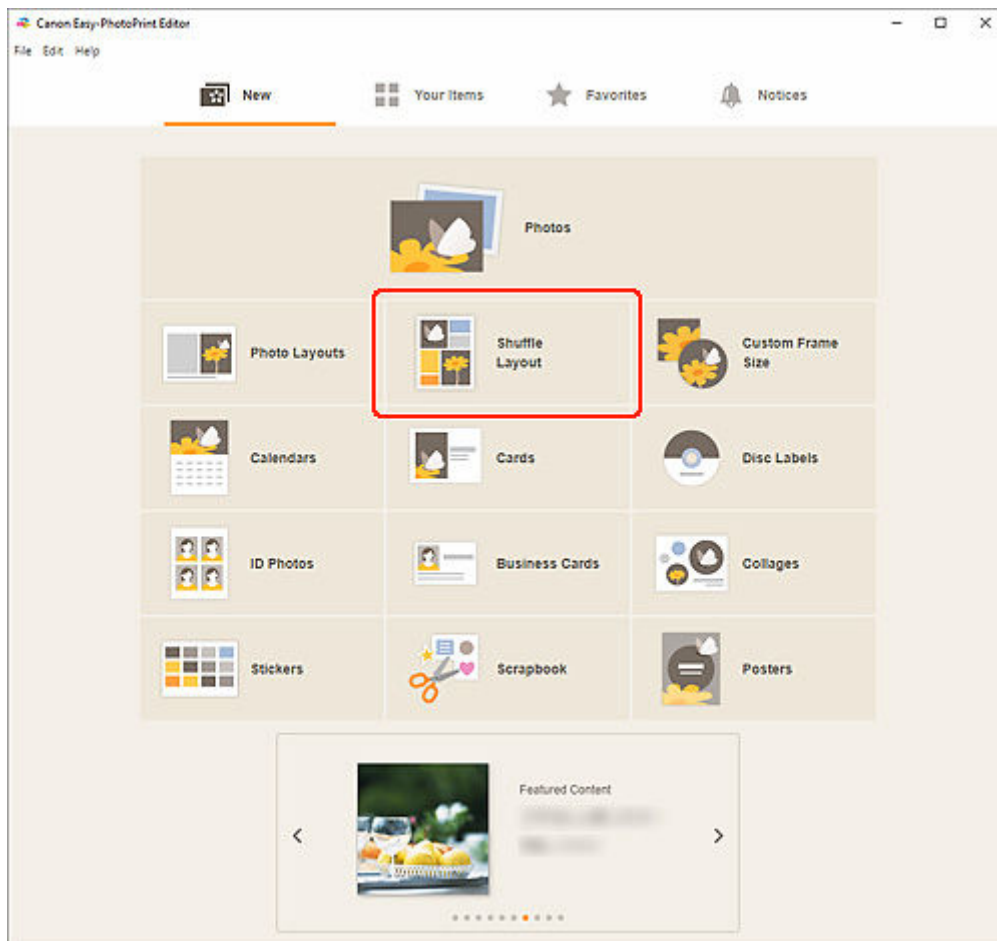 Canon Easy-PhotoPrint Editor
File Edit Help
New Your Items Favorites Notices
Photos
Photo Layouts
Shuffle
Layout
Custom Frame
Size
Calendars
Cards
Disc Labels
ID Photos
Business Cards
Collages
Stickers
Scrapbook
Posters
Featured Content